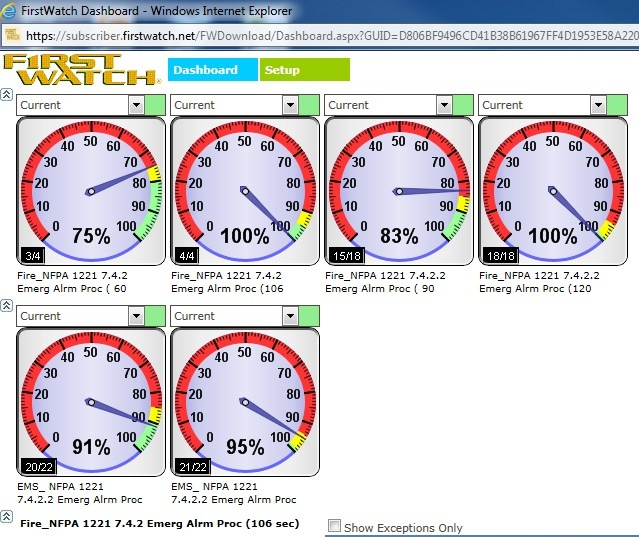 FirstWatch Dashboard - Windows Internet Explorer
https://subscriber.firstwatch.net/FWDownload/Dashboard.aspx?GUID=D806BF9496CD41B38B61967FF4D1953E58A220
FIRST WATCH® Dashboard Setup
Current Current Current Current
0 10 20 30 40 50 60 70 80 90 100 75% 3/4
0 10 20 30 40 50 60 70 80 90 100 100% 4/4
0 10 20 30 40 50 60 70 80 90 100 83% 15/18
0 10 20 30 40 50 60 70 80 90 100 100% 18/18
Fire_NFPA 1221 7.4.2
Emerg Alrm Proc ( 60
Fire_NFPA 1221 7.4.2
Emerg Alrm Proc (106
Fire_NFPA 1221 7.4.2.2
Emerg Alrm Proc ( 90
Fire_NFPA 1221 7.4.2.2
Emerg Alrm Proc (120
Current Current
0 10 20 30 40 50 60 70 80 90 100 91% 20/22
0 10 20 30 40 50 60 70 80 90 100 95% 21/22
EMS_ NFPA 1221
7.4.2.2 Emerg Alrm Proc
EMS_ NFPA 1221
7.4.2.2 Emerg Alrm Proc
Fire_NFPA 1221 7.4.2 Emerg Alrm Proc (106 sec)
Show Exceptions Only